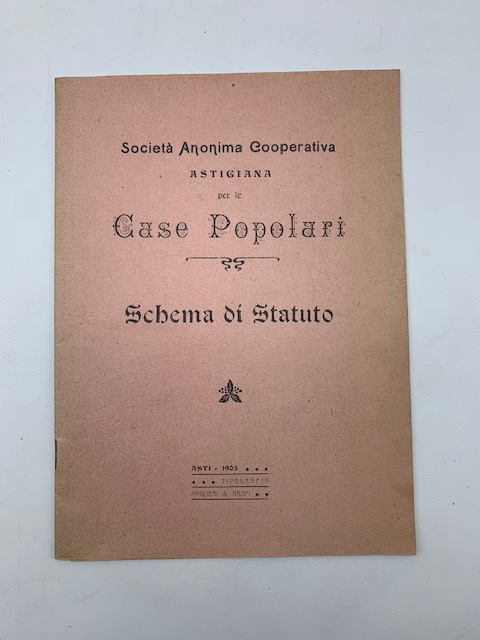 Società Anonima Cooperativa
ASTIGIANA
per le
Case Popolari
Schema di Statuto
ASTI - 1905
TIPOGRAFIA
PAGLIERI & RASPI